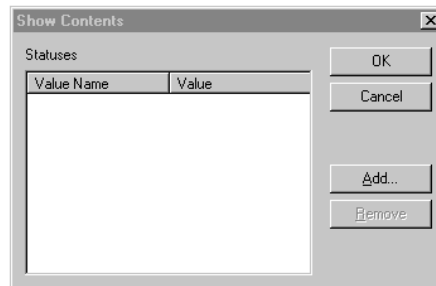 Show Contents
Statuses
Value Name Value
OK
Cancel
Add...
Remove